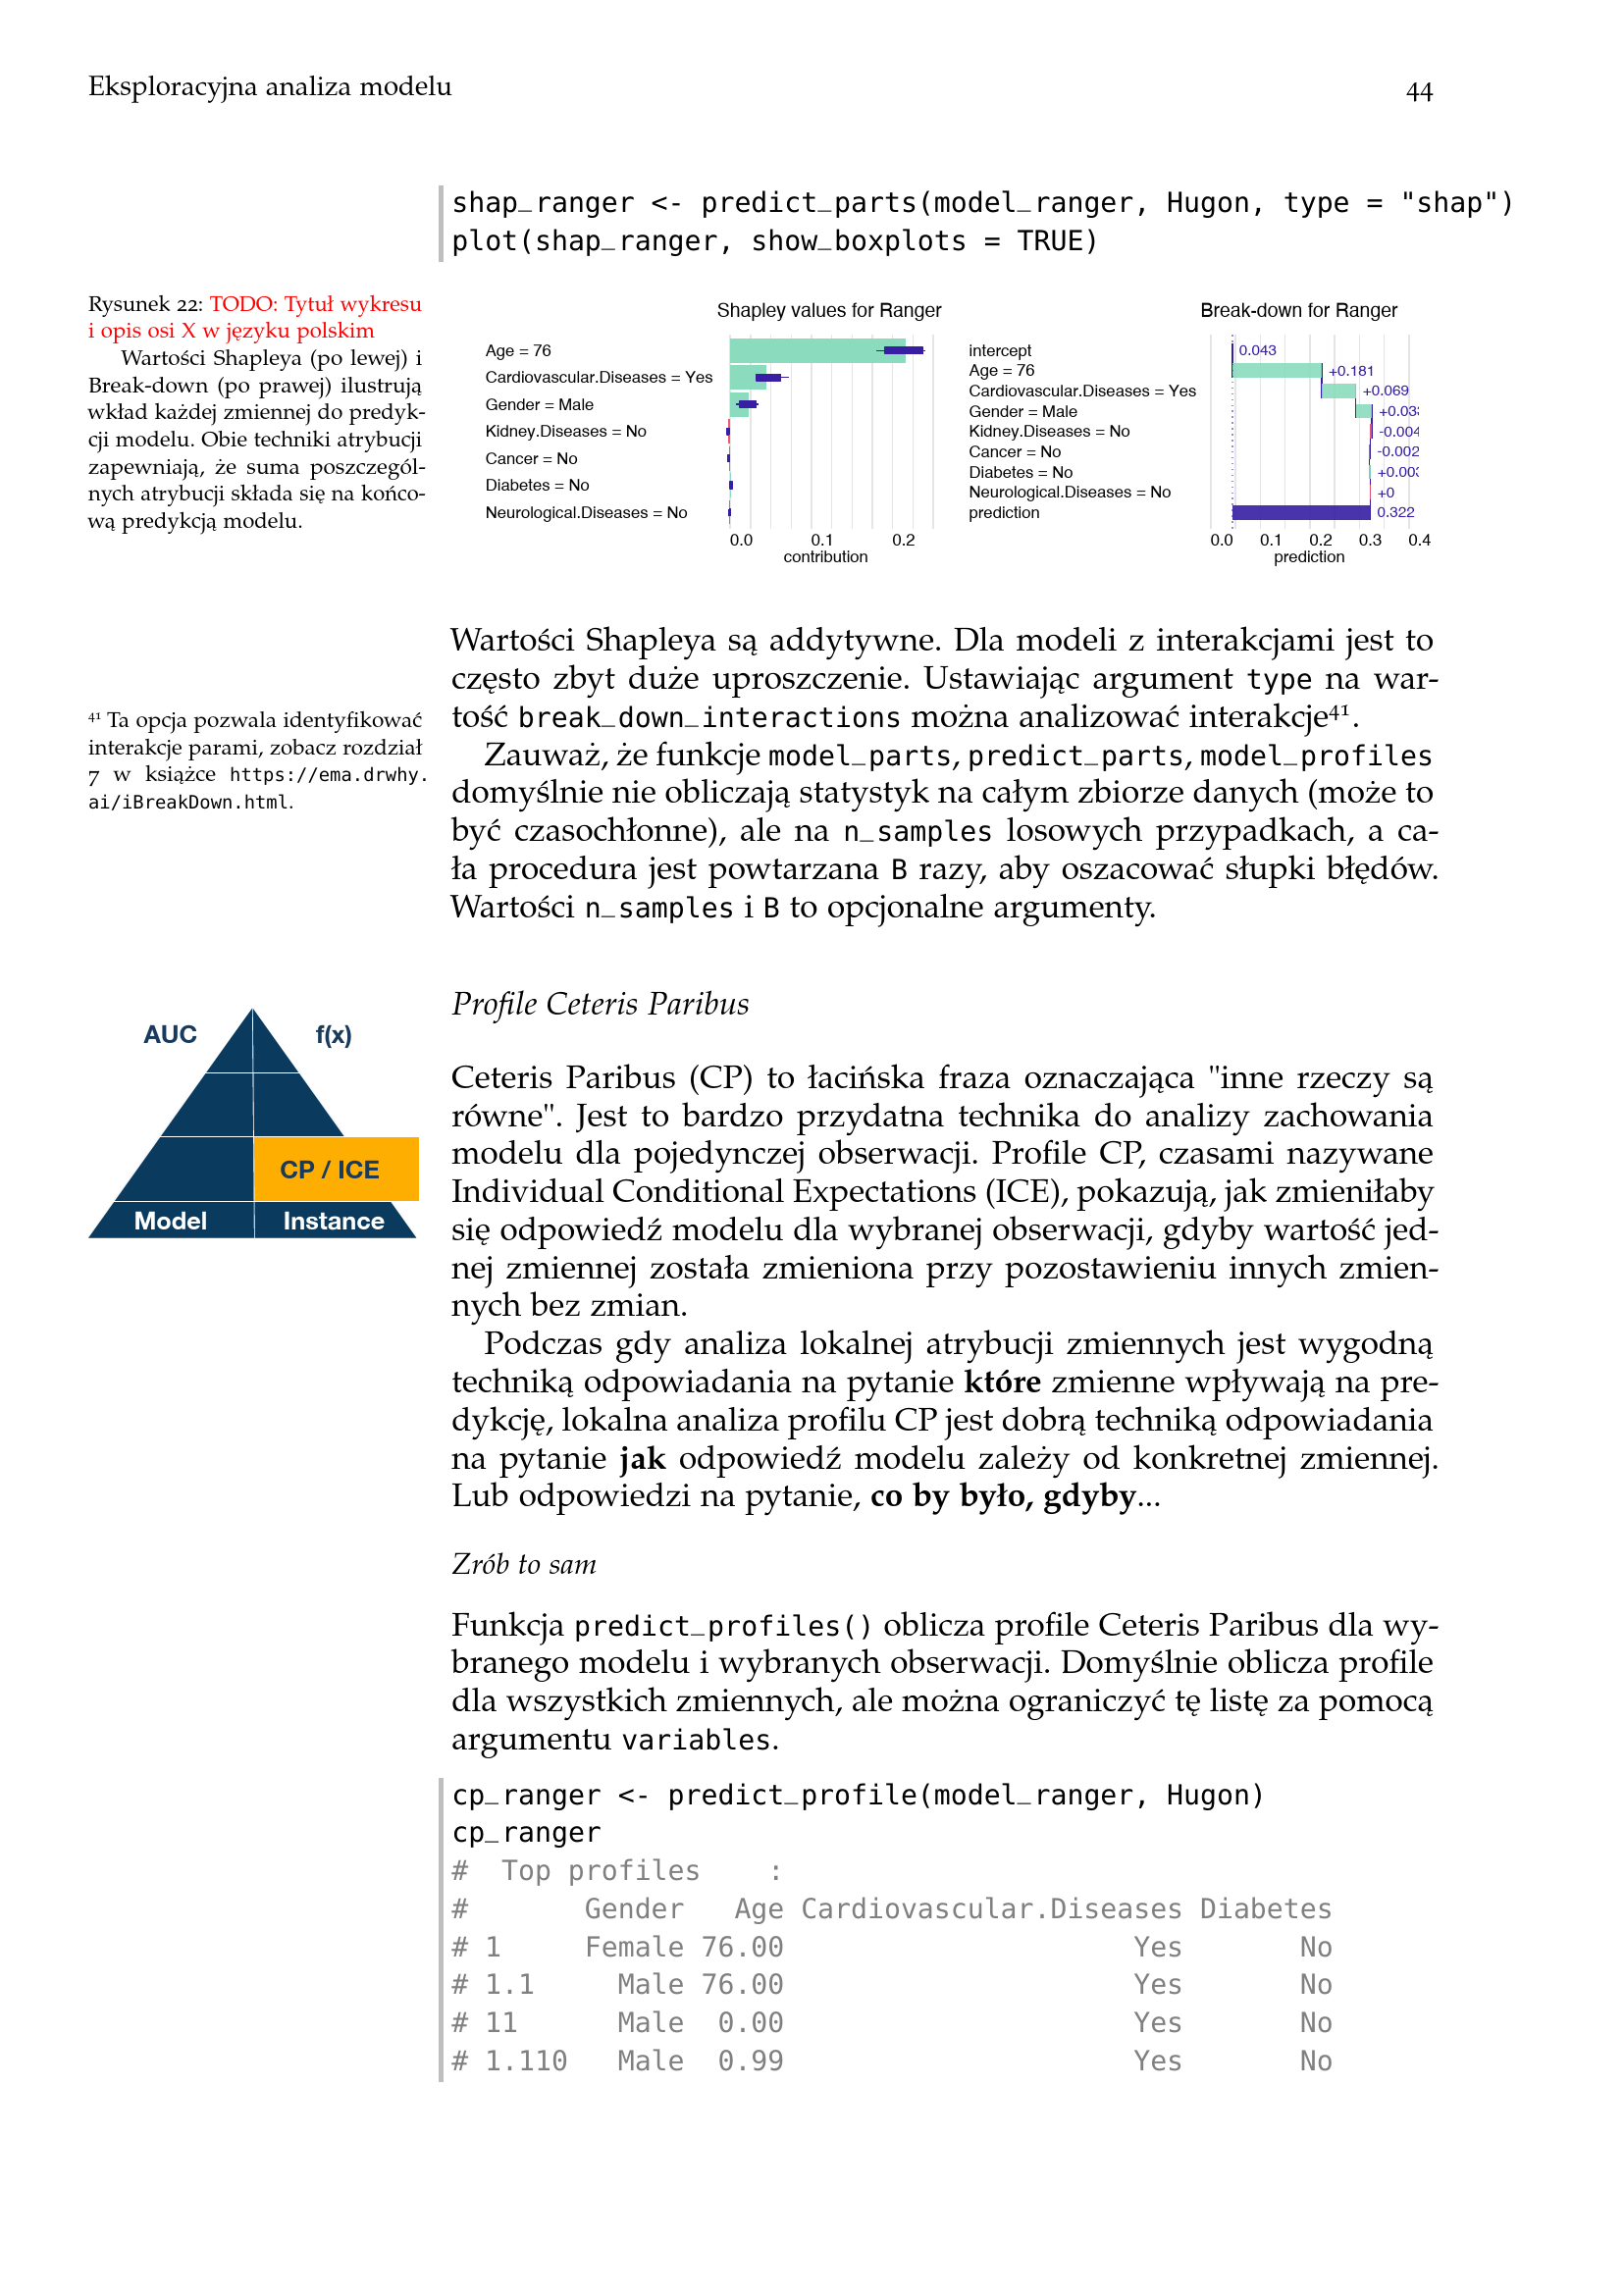 Eksploracyjna analiza modelu
44
shap_ranger <- predict_parts(model_ranger, Hugon, type = "shap")
plot(shap_ranger, show_boxplots = TRUE)
Rysunek 22: TODO: Tytuł wykresu
i opis osi X w języku polskim
Wartości Shapleya (po lewej) i
Break-down (po prawej) ilustrują
wkład każdej zmiennej do predyk-
cji modelu. Obie techniki atrybucji
zapewniają, że suma poszczegól-
nych atrybucji składa się na końco-
wą predykcją modelu.
Shapley values for Ranger
Age = 76
Cardiovascular.Diseases = Yes
Gender = Male
Kidney.Diseases = No
Cancer = No
Diabetes = No
Neurological.Diseases = No
0.0 0.1 0.2
contribution
Break-down for Ranger
intercept 0.043
Age = 76 +0.181
Cardiovascular.Diseases = Yes +0.069
Gender = Male
Kidney.Diseases = No -0.004
Cancer = No -0.002
Diabetes = No
Neurological.Diseases = No +0
prediction 0.322
0.0 0.1 0.2 0.3 0.4
prediction
Wartości Shapleya są addytywne. Dla modeli z interakcjami jest to
często zbyt duże uproszczenie. Ustawiając argument type na war-
tość break_down_interactions można analizować interakcje⁴¹.
⁴¹ Ta opcja pozwala identyfikować
interakcje parami, zobacz rozdział
7 w książce https://ema.drwhy.
ai/iBreakDown.html.
Zauważ, że funkcje model_parts, predict_parts, model_profiles
domyślnie nie obliczają statystyk na całym zbiorze danych (może to
być czasochłonne), ale na n_samples losowych przypadkach, a ca-
ła procedura jest powtarzana B razy, aby oszacować słupki błędów.
Wartości n_samples i B to opcjonalne argumenty.
Profile Ceteris Paribus
AUC f(x)
CP / ICE
Model Instance
Ceteris Paribus (CP) to łacińska fraza oznaczająca "inne rzeczy są
równe". Jest to bardzo przydatna technika do analizy zachowania
modelu dla pojedynczej obserwacji. Profile CP, czasami nazywane
Individual Conditional Expectations (ICE), pokazują, jak zmieniłaby
się odpowiedź modelu dla wybranej obserwacji, gdyby wartość jed-
nej zmiennej została zmieniona przy pozostawieniu innych zmien-
nych bez zmian.
Podczas gdy analiza lokalnej atrybucji zmiennych jest wygodną
techniką odpowiadania na pytanie które zmienne wpływają na pre-
dykcję, lokalna analiza profilu CP jest dobrą techniką odpowiadania
na pytanie jak odpowiedź modelu zależy od konkretnej zmiennej.
Lub odpowiedzi na pytanie, co by było, gdyby...
Zrób to sam
Funkcja predict_profiles() oblicza profile Ceteris Paribus dla wy-
branego modelu i wybranych obserwacji. Domyślnie oblicza profile
dla wszystkich zmiennych, ale można ograniczyć tę listę za pomocą
argumentu variables.
cp_ranger <- predict_profile(model_ranger, Hugon)
cp_ranger
#  Top profiles    :
#       Gender   Age Cardiovascular.Diseases Diabetes
# 1     Female 76.00                     Yes       No
# 1.1     Male 76.00                     Yes       No
# 11      Male  0.00                     Yes       No
# 1.110   Male  0.99                     Yes       No